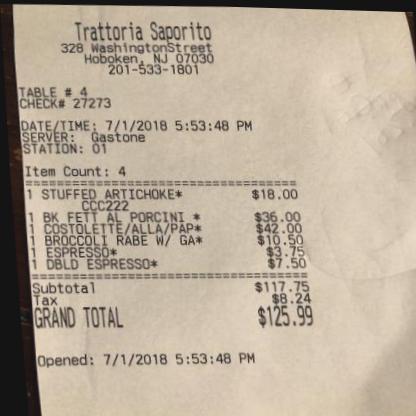 Trattoria Saporito
328 WashingtonStreet
Hoboken, NJ 07030
201-533-1801
TABLE # 4
CHECK# 27273
DATE/TIME: 7/1/2018 5:53:48 PM
SERVER: Gastone
STATION: 01
Item Count: 4
1 STUFFED ARTICHOKE* $18.00
CCC222
1 BK FETT AL PORCINI * $36.00
1 COSTOLETTE/ALLA/PAP* $42.00
1 BROCCOLI RABE W/ GA* $10.50
1 ESPRESSO* $3.75
1 DBLD ESPRESSO* $7.50
Subtotal $117.75
Tax $8.24
GRAND TOTAL $125.99
Opened: 7/1/2018 5:53:48 PM